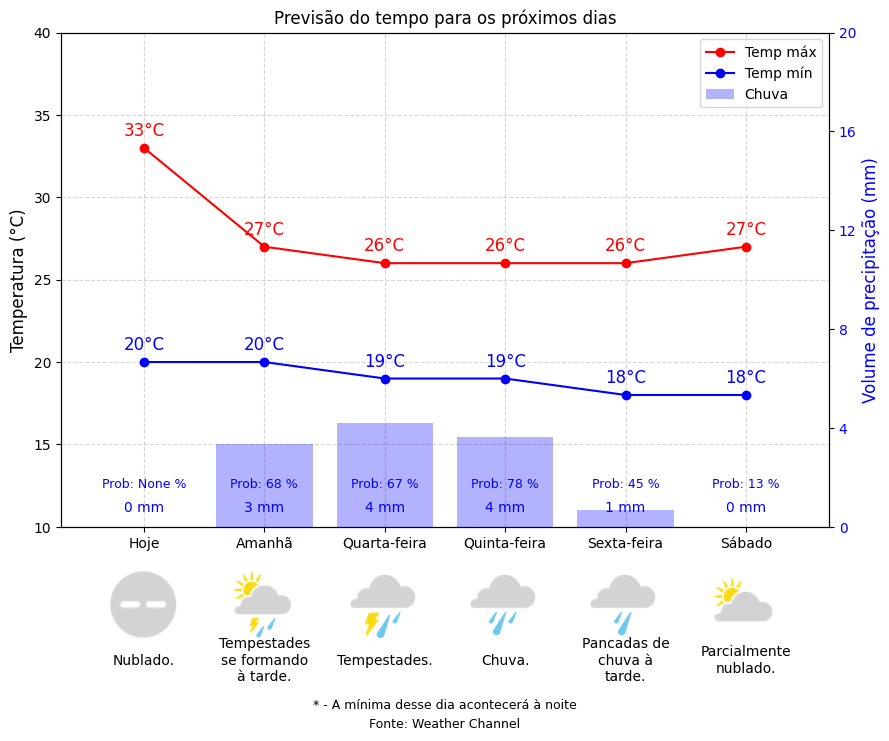 Previsão do tempo para os próximos dias
Temperatura (°C)
40
35
30
25
20
15
10
Volume de precipitação (mm)
20
16
12
8
4
0
Temp máx
Temp mín
Chuva
33°C
27°C
26°C
26°C
26°C
27°C
20°C
20°C
19°C
19°C
18°C
18°C
Prob: None %
Prob: 68 %
Prob: 67 %
Prob: 78 %
Prob: 45 %
Prob: 13 %
0 mm
3 mm
4 mm
4 mm
1 mm
0 mm
Hoje
Amanhã
Quarta-feira
Quinta-feira
Sexta-feira
Sábado
Nublado.
Tempestades
se formando
à tarde.
Tempestades.
Chuva.
Pancadas de
chuva à
tarde.
Parcialmente
nublado.
* - A mínima desse dia acontecerá à noite
Fonte: Weather Channel